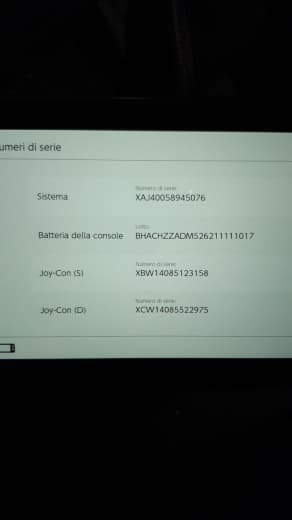 umeri di serie
Numero di serie:
Sistema XAJ40058945076
Lotto:
Batteria della console BHACHZZADM526211111017
Numero di serie:
Joy-Con (S) XBW14085123158
Numero di serie:
Joy-Con (D) XCW14085522975